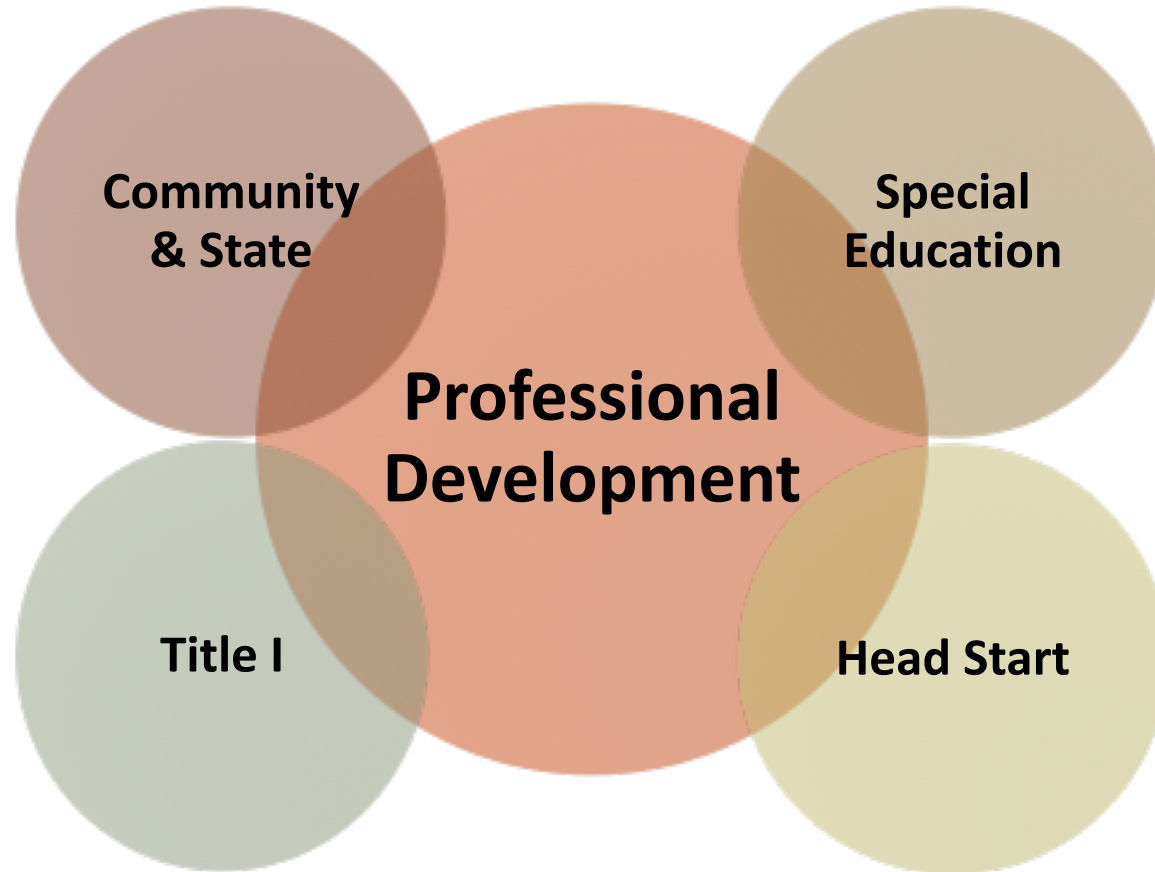 Community
& State
Special
Education
Professional
Development
Title I
Head Start